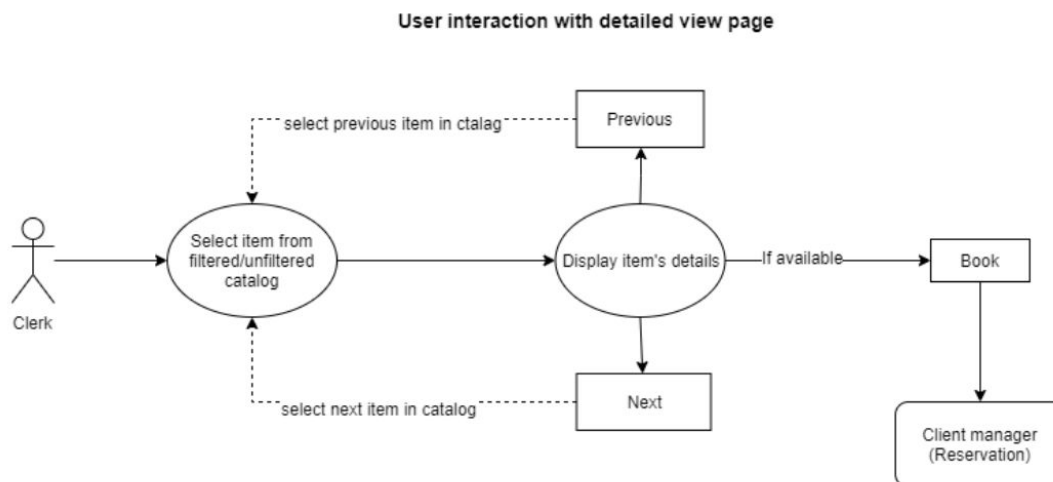 User interaction with detailed view page
Previous
select previous item in ctalag
Select item from
filtered/unfiltered
catalog
Display item's details
If available
Book
Clerk
select next item in catalog
Next
Client manager
(Reservation)